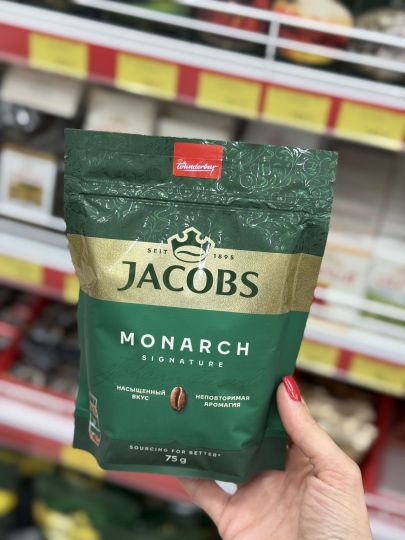 Wunderbar
SEIT 1895
JACOBS
MONARCH
SIGNATURE
НАСЫЩЕННЫЙ
ВКУС
НЕПОВТОРИМАЯ
АРОМАГИЯ
SOURCING FOR BETTER*
75 g